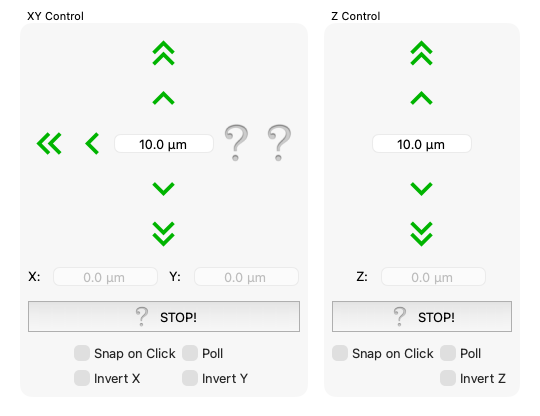 XY Control
Z Control
10.0 µm
10.0 µm
X: 0.0 µm Y: 0.0 µm
Z: 0.0 µm
STOP!
STOP!
Snap on Click Poll
Invert X Invert Y
Snap on Click Poll
Invert Z